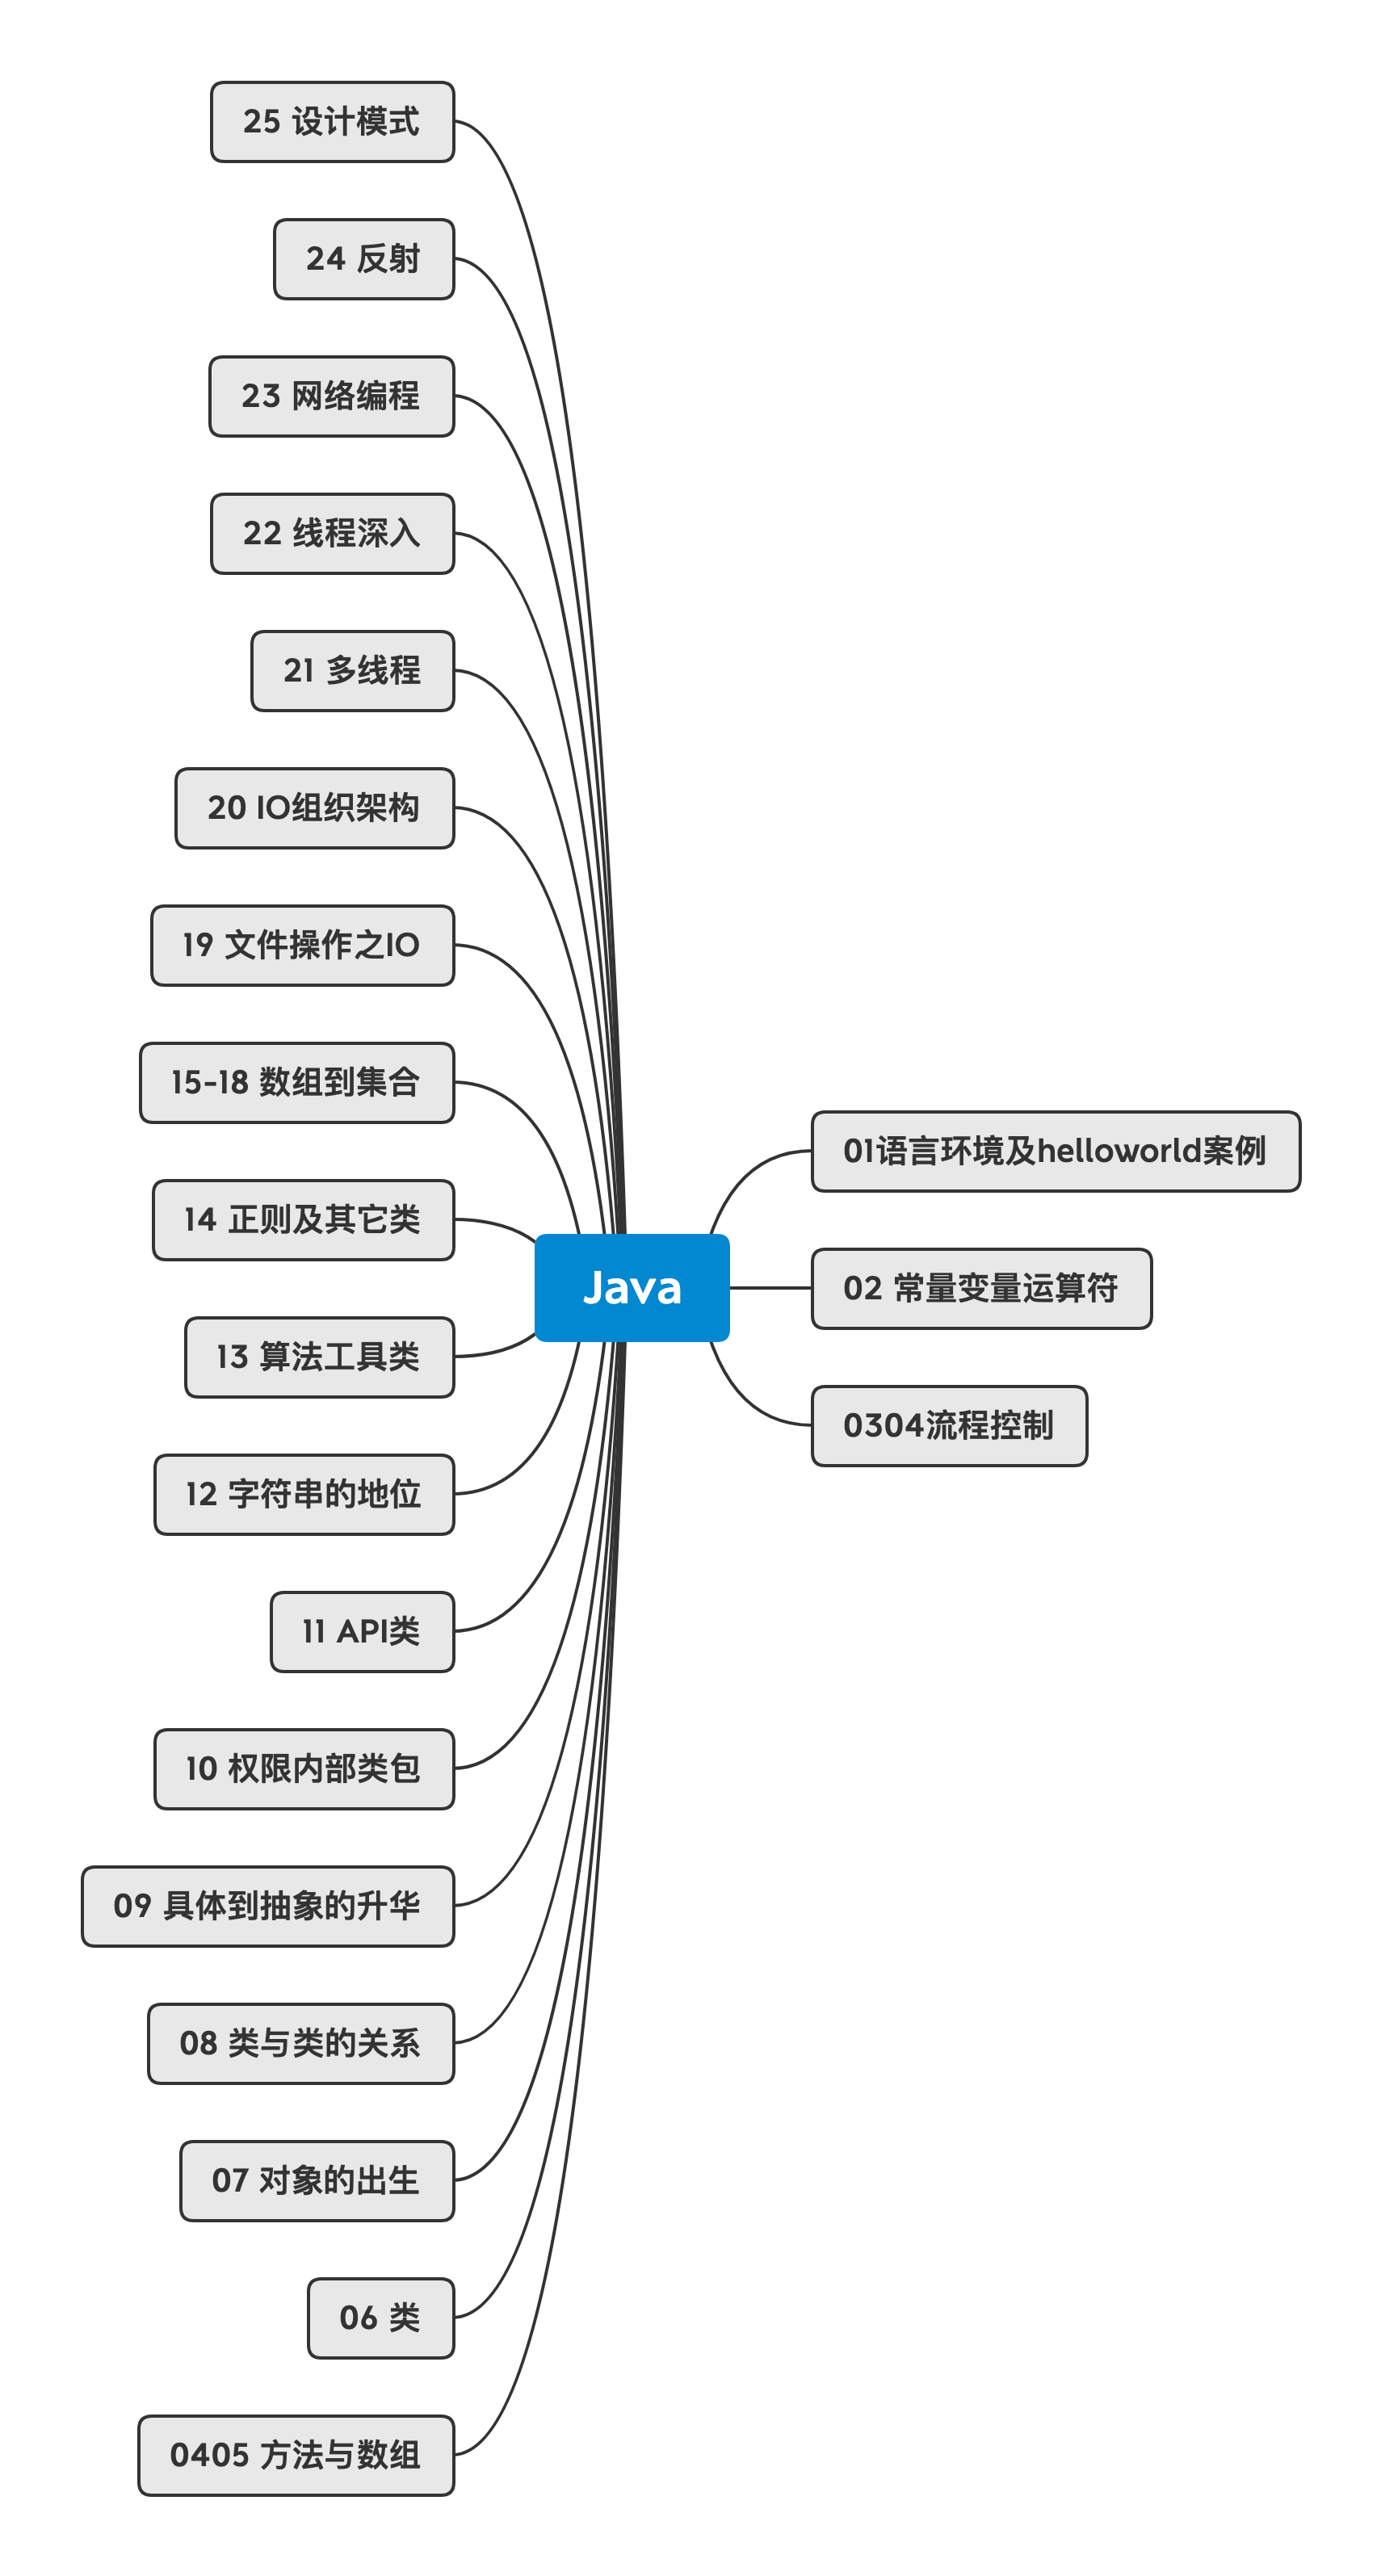 25 设计模式
24 反射
23 网络编程
22 线程深入
21 多线程
20 IO组织架构
19 文件操作之IO
15-18 数组到集合
14 正则及其它类
13 算法工具类
12 字符串的地位
11 API类
10 权限内部类包
09 具体到抽象的升华
08 类与类的关系
07 对象的出生
06 类
0405 方法与数组
Java
01语言环境及helloworld案例
02 常量变量运算符
0304流程控制